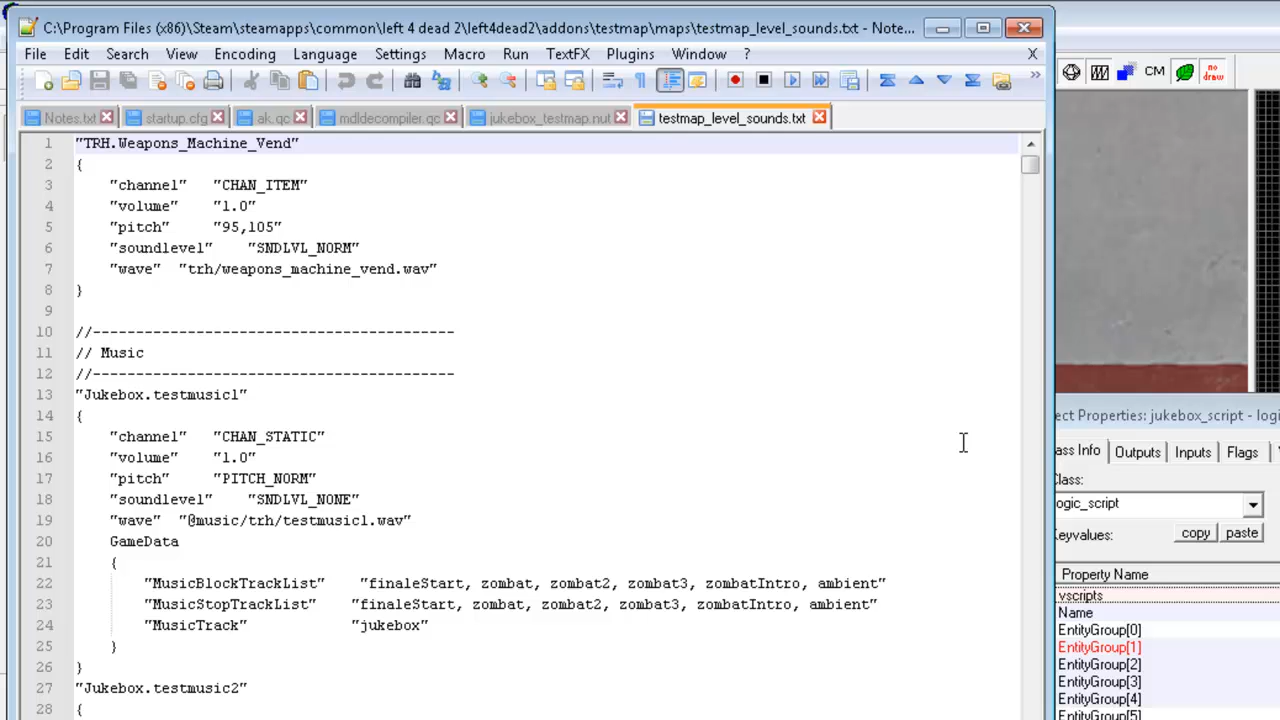 C:\Program Files (x86)\Steam\steamapps\common\left 4 dead 2\left4dead2\addons\testmap\maps\testmap_level_sounds.txt - Note...
File Edit Search View Encoding Language Settings Macro Run TextFX Plugins Window ? X
CM no draw
Notes.txt startup.cfg ak.qc mdldecompiler.qc jukebox_testmap.nut testmap_level_sounds.txt
1 "TRH.Weapons_Machine_Vend"
2 {
3 "channel" "CHAN_ITEM"
4 "volume" "1.0"
5 "pitch" "95,105"
6 "soundlevel" "SNDLVL_NORM"
7 "wave" "trh/weapons_machine_vend.wav"
8 }
9
10 //------------------------------------------
11 // Music
12 //------------------------------------------
13 "Jukebox.testmusic1"
14 {
15 "channel" "CHAN_STATIC"
16 "volume" "1.0"
17 "pitch" "PITCH_NORM"
18 "soundlevel" "SNDLVL_NONE"
19 "wave" "@music/trh/testmusic1.wav"
20 GameData
21 {
22 "MusicBlockTrackList" "finaleStart, zombat, zombat2, zombat3, zombatIntro, ambient"
23 "MusicStopTrackList" "finaleStart, zombat, zombat2, zombat3, zombatIntro, ambient"
24 "MusicTrack" "jukebox"
25 }
26 }
27 "Jukebox.testmusic2"
28 {
ect Properties: jukebox_script - logi
ass Info Outputs Inputs Flags
Class:
ogic_script
Keyvalues: copy paste
Property Name
vscripts
Name
EntityGroup[0]
EntityGroup[1]
EntityGroup[2]
EntityGroup[3]
EntityGroup[4]
EntityGroup[5]